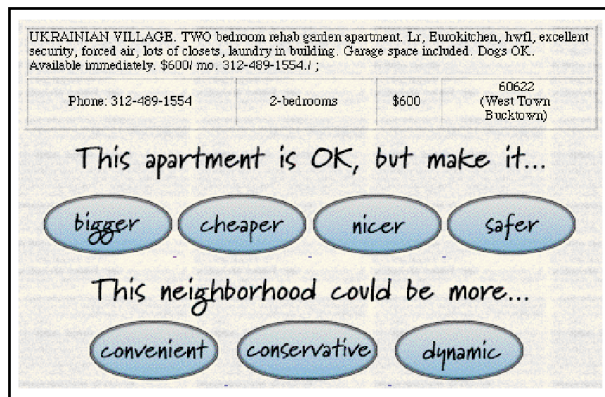 UKRAINIAN VILLAGE. TWO bedroom rehab garden apartment. Lr, Eurokitchen, hwfl, excellent
security, forced air, lots of closets, laundry in building. Garage space included. Dogs OK.
Available immediately. $600/ mo. 312-489-1554./ ;
Phone: 312-489-1554
2-bedrooms
$600
60622
(West Town
Bucktown)
This apartment is OK, but make it...
bigger
cheaper
nicer
safer
This neighborhood could be more...
convenient
conservative
dynamic